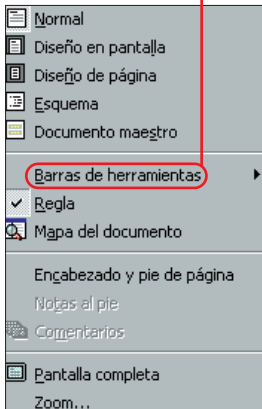 Normal
Diseño en pantalla
Diseño de página
Esquema
Documento maestro
Barras de herramientas
Regla
Mapa del documento
Encabezado y pie de página
Notas al pie
Comentarios
Pantalla completa
Zoom...